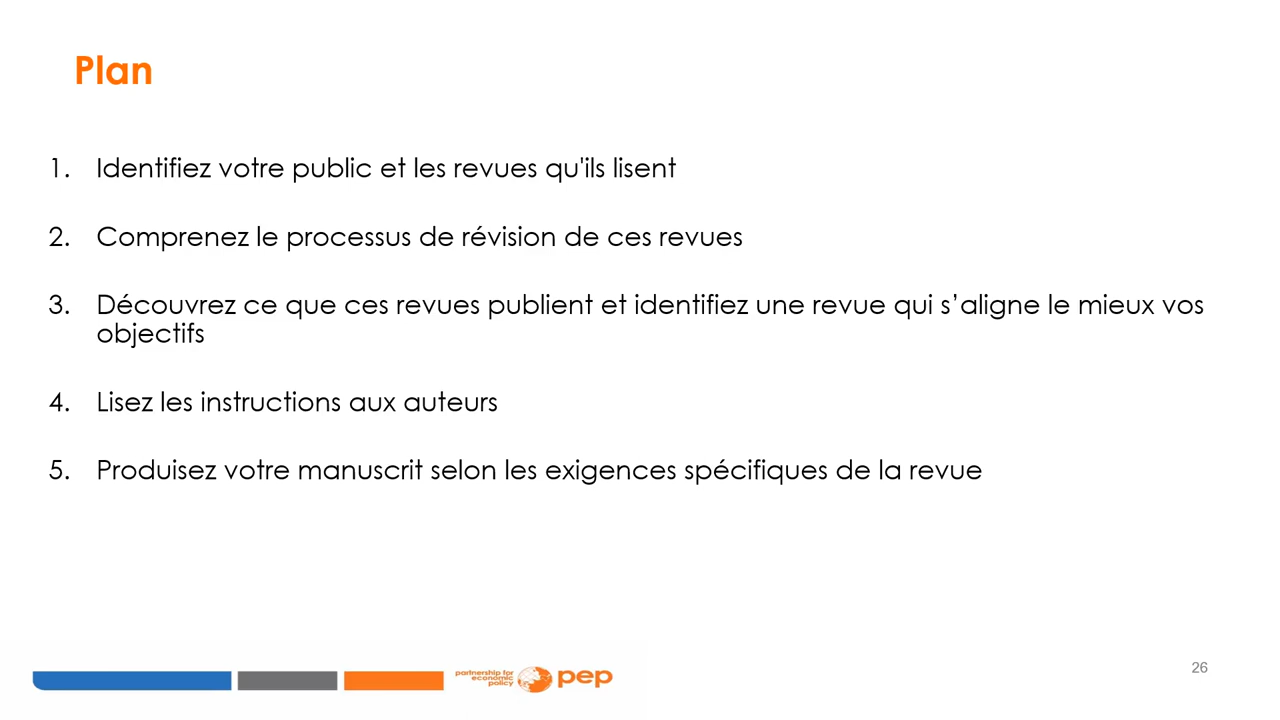 Plan
1. Identifiez votre public et les revues qu'ils lisent
2. Comprenez le processus de révision de ces revues
3. Découvrez ce que ces revues publient et identifiez une revue qui s’aligne le mieux vos
objectifs
4. Lisez les instructions aux auteurs
5. Produisez votre manuscrit selon les exigences spécifiques de la revue
partnership for
economic
policy
pep
26